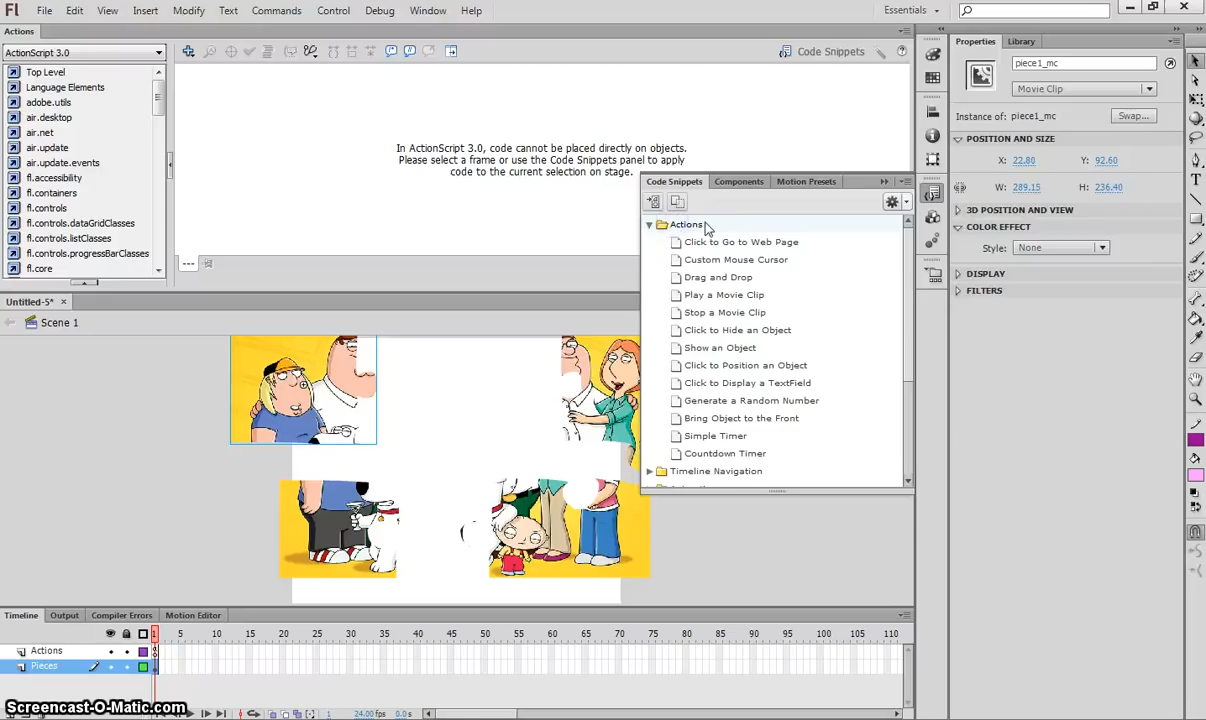 Fl File Edit View Insert Modify Text Commands Control Debug Window Help Essentials
Actions
ActionScript 3.0
Code Snippets
Top Level
Language Elements
adobe.utils
air.desktop
air.net
air.update
air.update.events
fl.accessibility
fl.containers
fl.controls
fl.controls.dataGridClasses
fl.controls.listClasses
fl.controls.progressBarClasses
fl.core
In ActionScript 3.0, code cannot be placed directly on objects.
Please select a frame or use the Code Snippets panel to apply
code to the current selection on stage.
Code Snippets Components Motion Presets
Actions
Click to Go to Web Page
Custom Mouse Cursor
Drag and Drop
Play a Movie Clip
Stop a Movie Clip
Click to Hide an Object
Show an Object
Click to Position an Object
Click to Display a TextField
Generate a Random Number
Bring Object to the Front
Simple Timer
Countdown Timer
Timeline Navigation
Properties Library
piece1_mc
Movie Clip
Instance of: piece1_mc Swap...
POSITION AND SIZE
X: 22.80 Y: 92.60
W: 289.15 H: 236.40
3D POSITION AND VIEW
COLOR EFFECT
Style: None
DISPLAY
FILTERS
Untitled-5*
Scene 1
Timeline Output Compiler Errors Motion Editor
1 5 10 15 20 25 30 35 40 45 50 55 60 65 70 75 80 85 90 95 100 105 110
Actions
Pieces
1 24.00 fps 0.0 s
Screencast-O-Matic.com